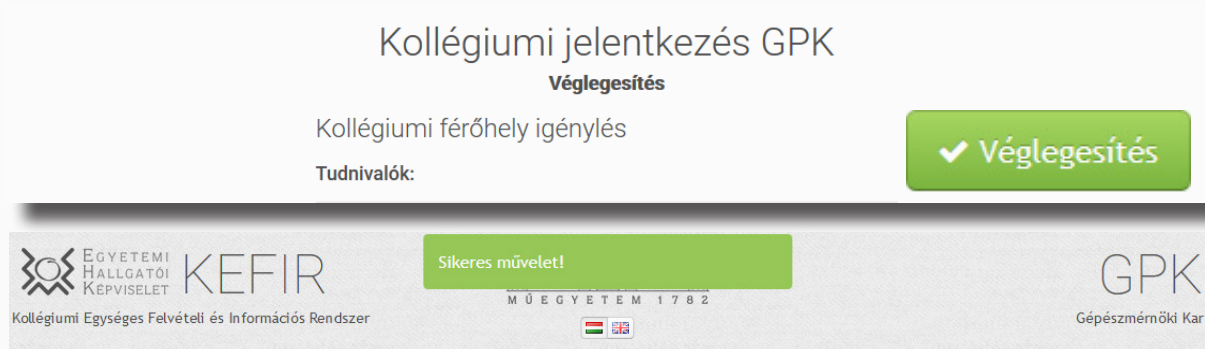 Kollégiumi jelentkezés GPK
Véglegesítés
Kollégiumi férőhely igénylés
Véglegesítés
Tudnivalók:
EGYETEMI
HALLGATÓI
KÉPVISELET
KEFIR
Kollégiumi Egységes Felvételi és Információs Rendszer
Sikeres művelet!
MŰEGYETEM 1782
GPK
Gépészmérnöki Kar